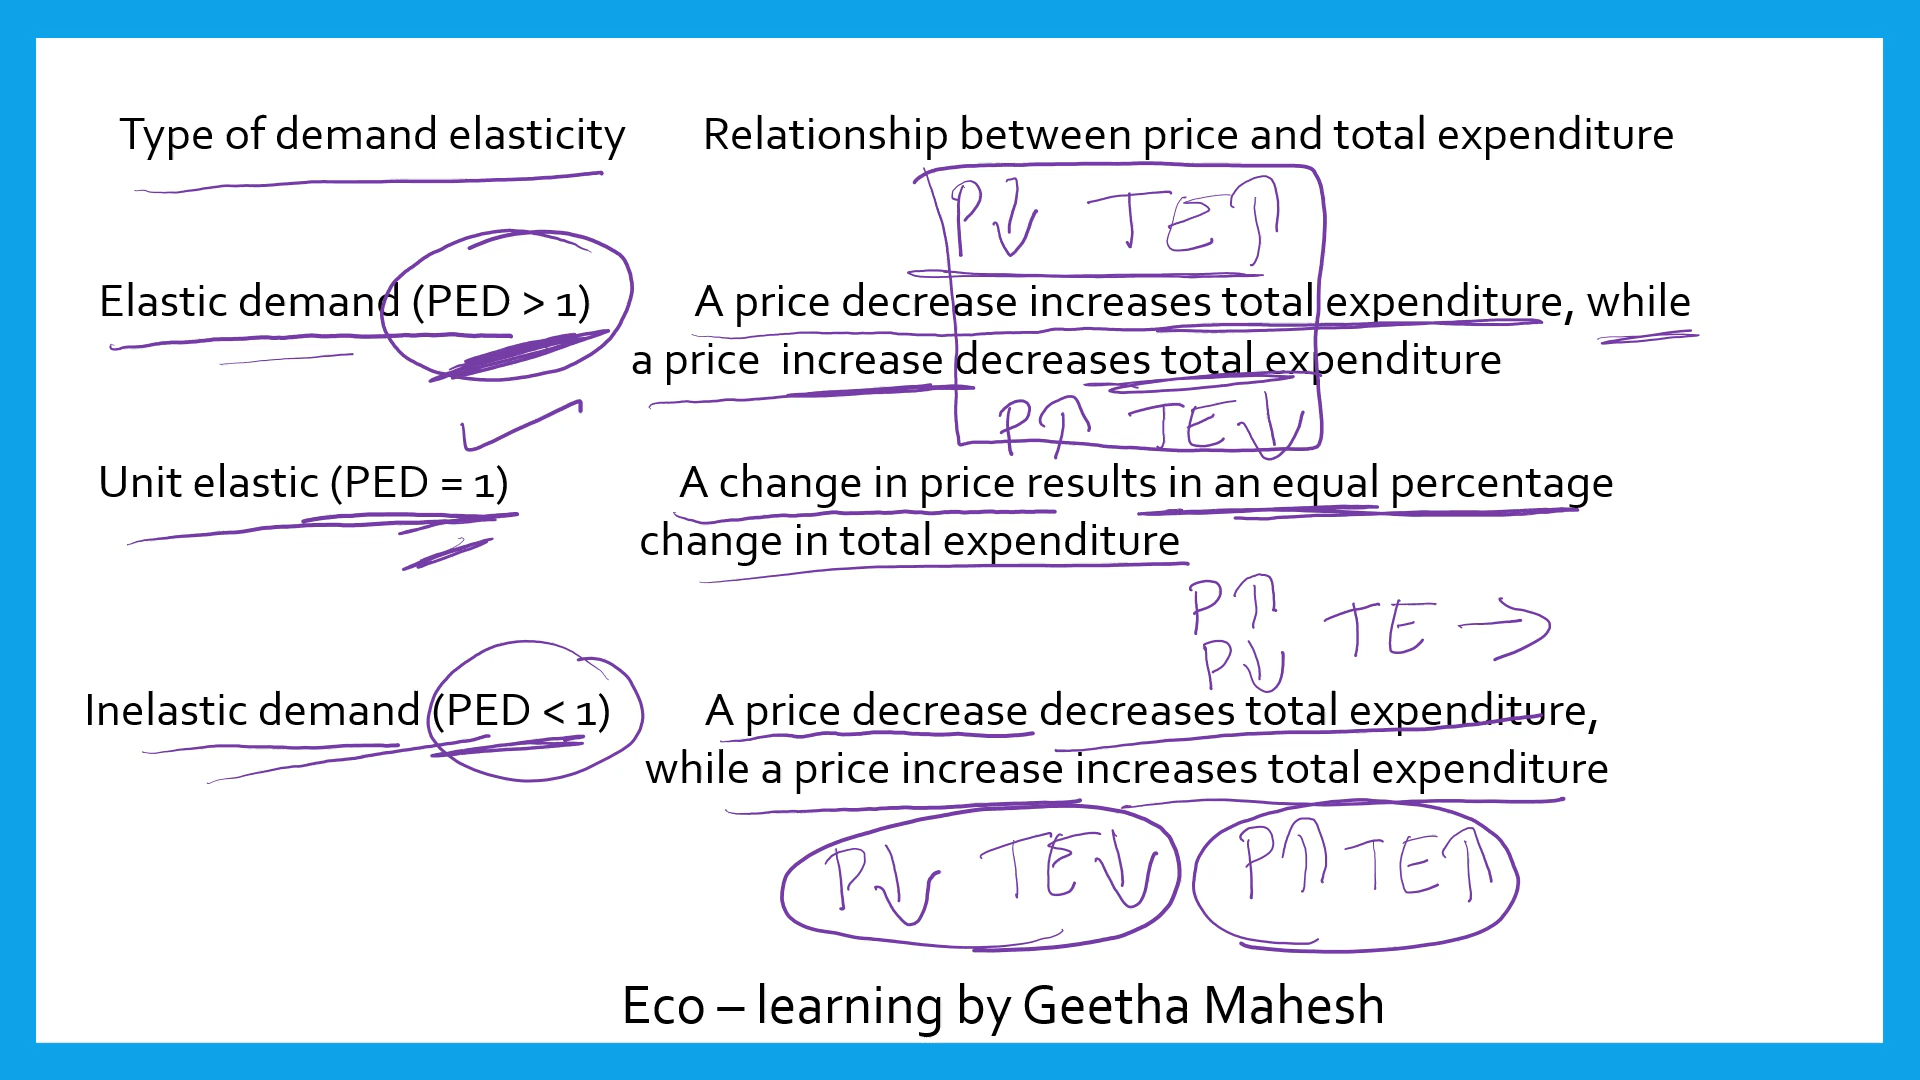 Type of demand elasticity Relationship between price and total expenditure
P↓ TE↑
Elastic demand (PED > 1) A price decrease increases total expenditure, while
a price increase decreases total expenditure
P↑ TE↓
Unit elastic (PED = 1) A change in price results in an equal percentage
change in total expenditure
P↑
TE →
P↓
Inelastic demand (PED < 1) A price decrease decreases total expenditure,
while a price increase increases total expenditure
P↓ TE↓ P↑ TE↑
Eco – learning by Geetha Mahesh